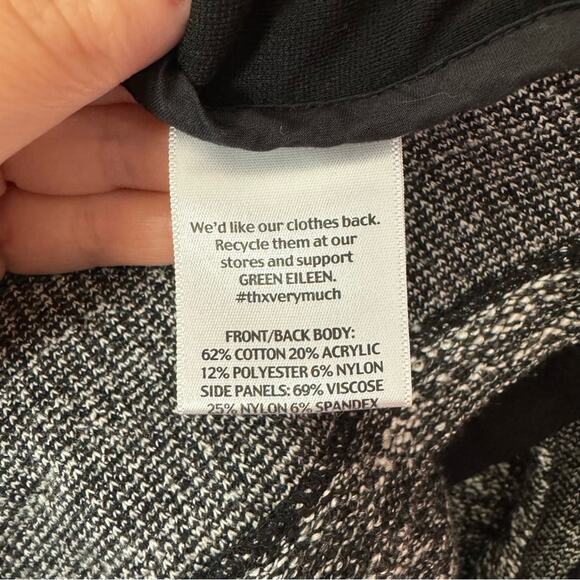 We'd like our clothes back.
Recycle them at our
stores and support
GREEN EILEEN.
#thxverymuch
FRONT/BACK BODY:
62% COTTON 20% ACRYLIC
12% POLYESTER 6% NYLON
SIDE PANELS: 69% VISCOSE
25% NYLON 6% SPANDEX